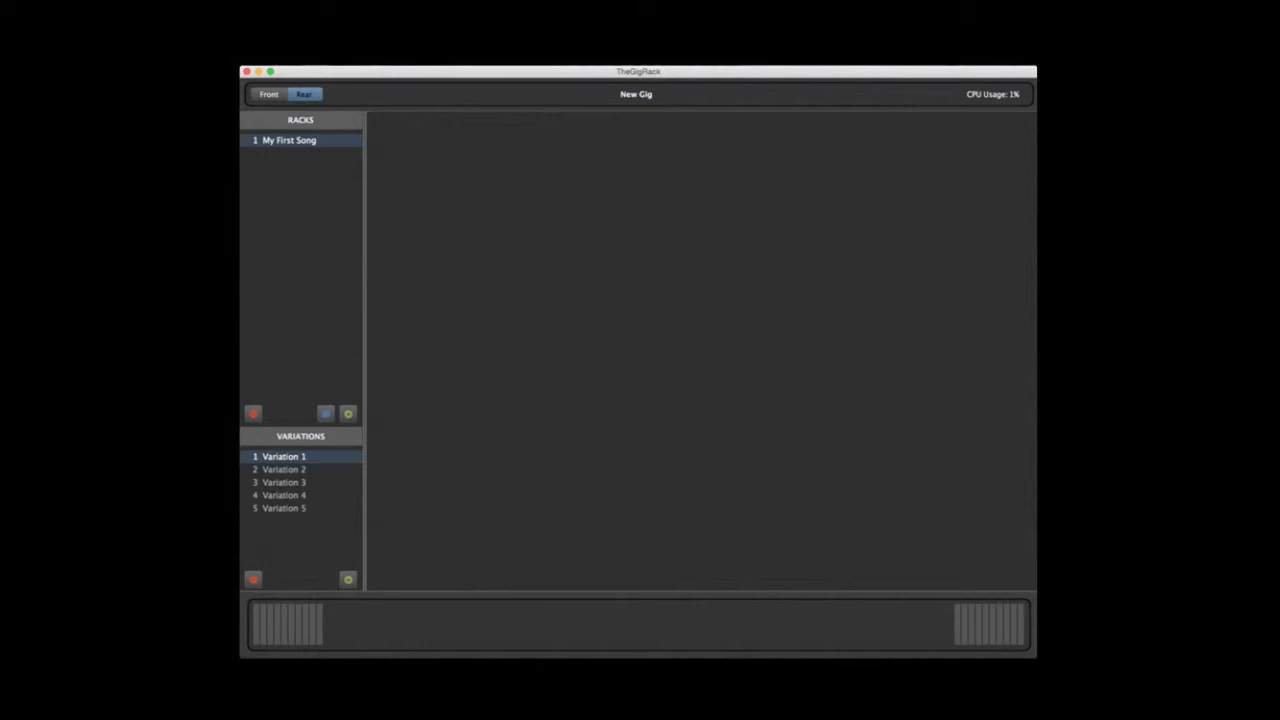 TheGigRack
Front Rear New Gig CPU Usage: 1%
RACKS
1 My First Song
VARIATIONS
1 Variation 1
2 Variation 2
3 Variation 3
4 Variation 4
5 Variation 5